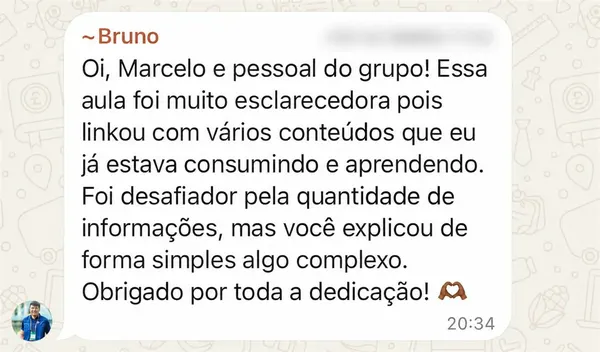 ~Bruno
Oi, Marcelo e pessoal do grupo! Essa
aula foi muito esclarecedora pois
linkou com vários conteúdos que eu
já estava consumindo e aprendendo.
Foi desafiador pela quantidade de
informações, mas você explicou de
forma simples algo complexo.
Obrigado por toda a dedicação! 🫶🏾
20:34